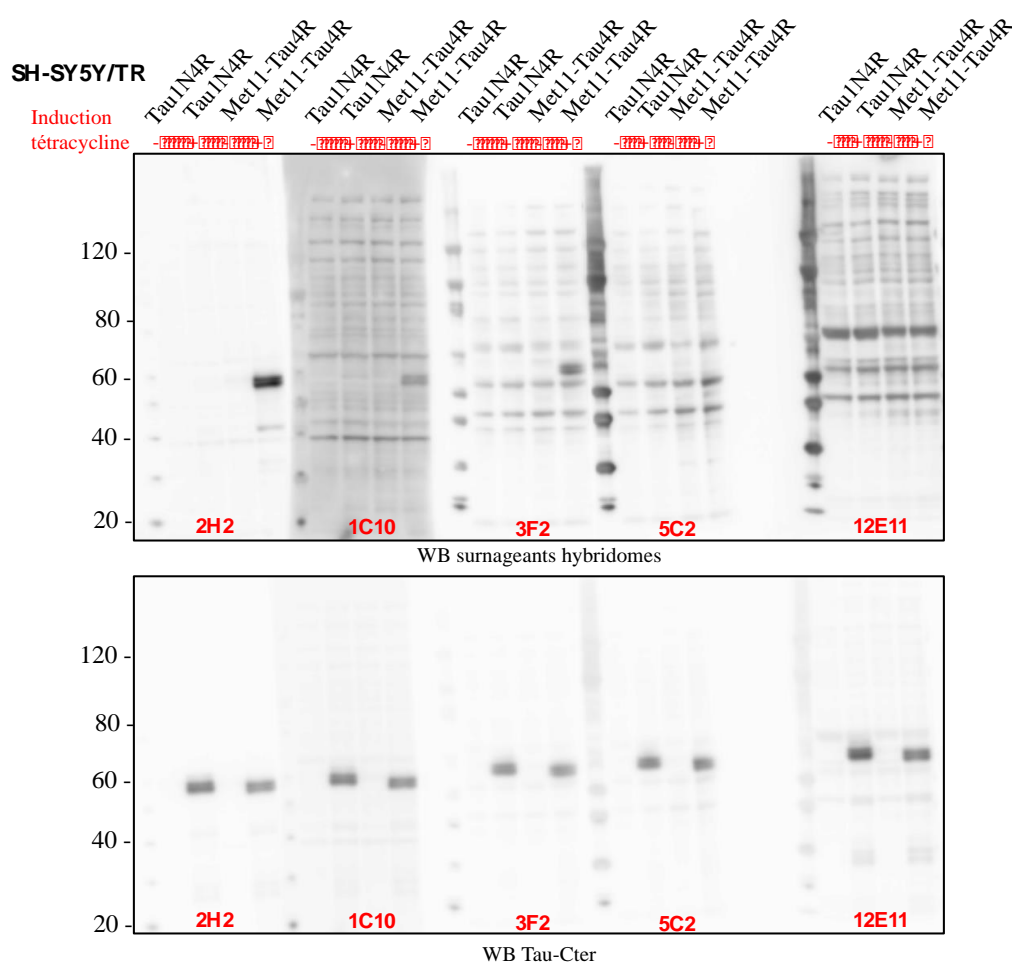 Tau1N4R Tau1N4R Met11-Tau4R Met11-Tau4R Tau1N4R Tau1N4R Met11-Tau4R Met11-Tau4R Tau1N4R Tau1N4R Met11-Tau4R Met11-Tau4R Tau1N4R Tau1N4R Met11-Tau4R Met11-Tau4R Tau1N4R Tau1N4R Met11-Tau4R Met11-Tau4R
SH-SY5Y/TR
Induction
tétracycline
- + - + - + - + - + - + - + - + - + - +
120 -
80 -
60 -
40 -
20 -
2H2 1C10 3F2 5C2 12E11
WB surnageants hybridomes
120 -
80 -
60 -
40 -
20 -
2H2 1C10 3F2 5C2 12E11
WB Tau-Cter